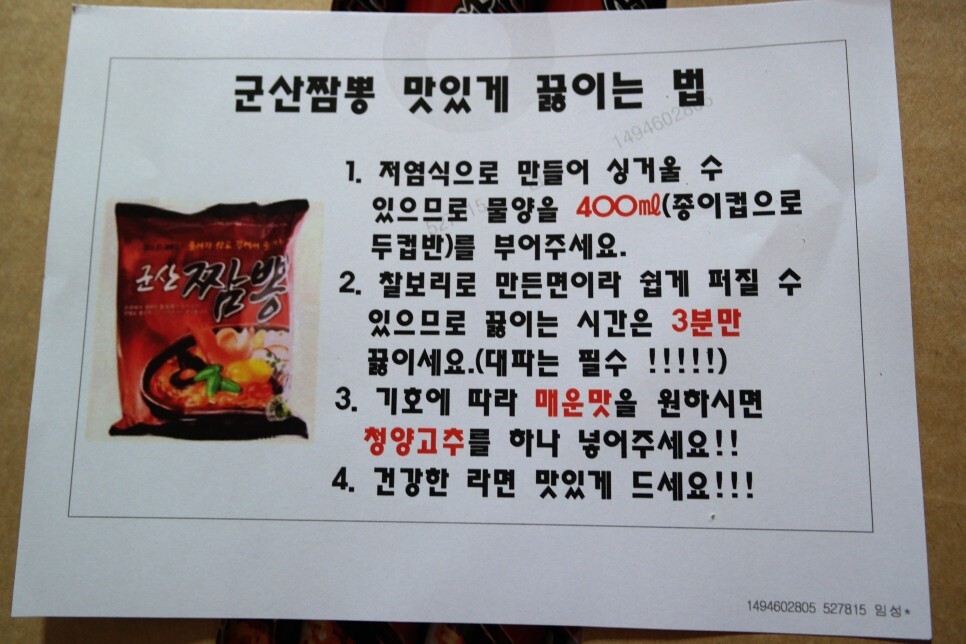 군산짬뽕 맛있게 끓이는 법
1494602805
1. 저염식으로 만들어 싱거울 수
있으므로 물양을 400㎖(종이컵으로
두컵반)를 부어주세요.
2. 찰보리로 만든면이라 쉽게 퍼질 수
있으므로 끓이는 시간은 3분만
끓이세요.(대파는 필수 !!!!!)
3. 기호에 따라 매운맛을 원하시면
청양고추를 하나 넣어주세요!!
4. 건강한 라면 맛있게 드세요!!!
군산 짬뽕
1494602805 527815 임성*